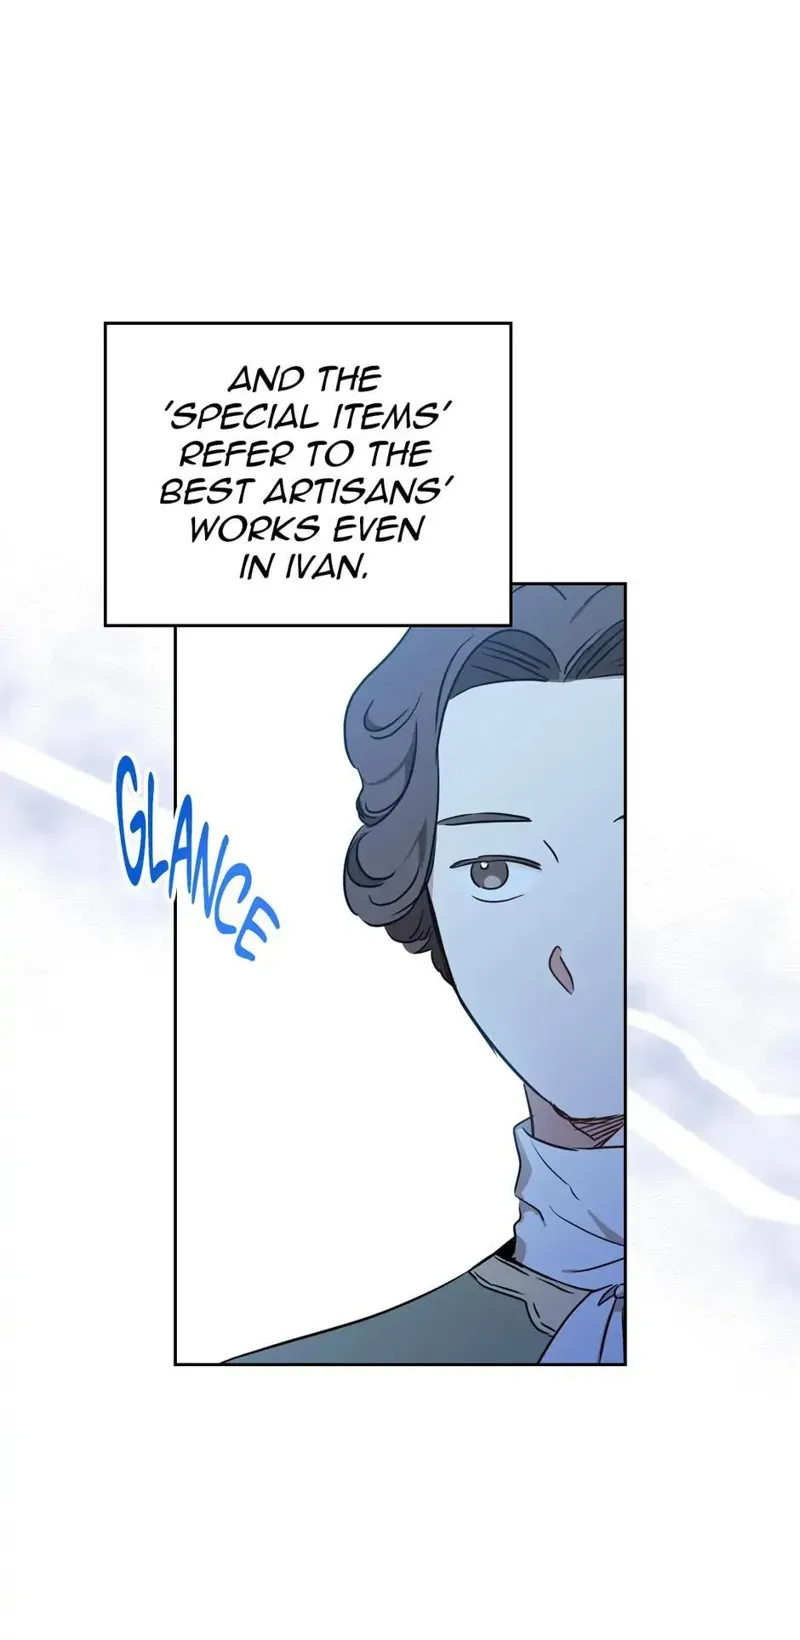 AND THE
'SPECIAL ITEMS'
REFER TO THE
BEST ARTISANS'
WORKS EVEN
IN IVAN.
GLANCE